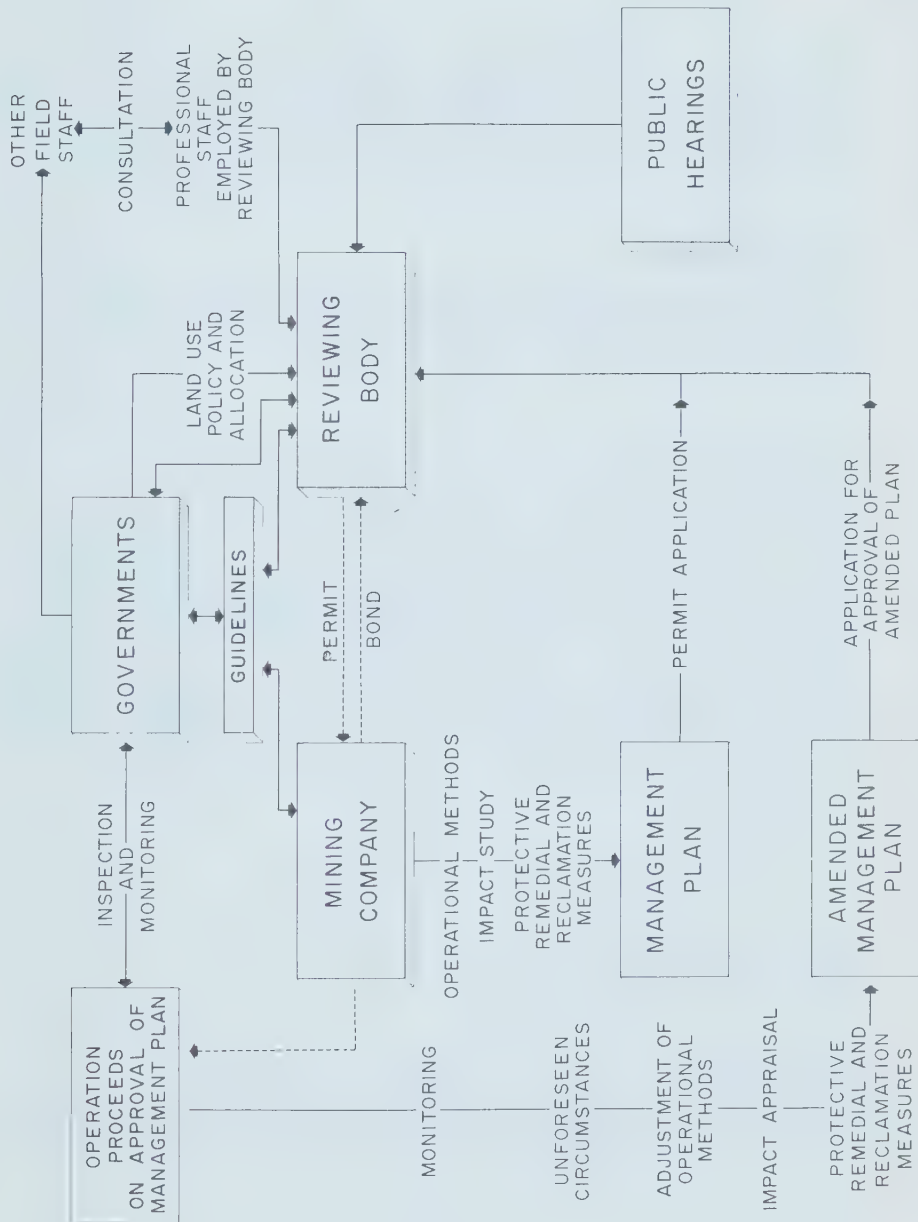 OTHER
FIELD
STAFF
CONSULTATION
PROFESSIONAL
STAFF
EMPLOYED BY
REVIEWING BODY
GOVERNMENTS
LAND USE
POLICY AND
ALLOCATION
INSPECTION
AND
MONITORING
OPERATION
PROCEEDS
ON APPROVAL OF
MANAGEMENT PLAN
GUIDELINES
REVIEWING
BODY
PERMIT
BOND
MINING
COMPANY
PUBLIC
HEARINGS
OPERATIONAL METHODS
IMPACT STUDY
PROTECTIVE
REMEDIAL AND
RECLAMATION
MEASURES
MANAGEMENT
PLAN
PERMIT APPLICATION
MONITORING
UNFORESEEN
CIRCUMSTANCES
ADJUSTMENT OF
OPERATIONAL
METHODS
IMPACT APPRAISAL
PROTECTIVE
REMEDIAL AND
RECLAMATION
MEASURES
AMENDED
MANAGEMENT
PLAN
APPLICATION FOR
APPROVAL OF
AMENDED PLAN